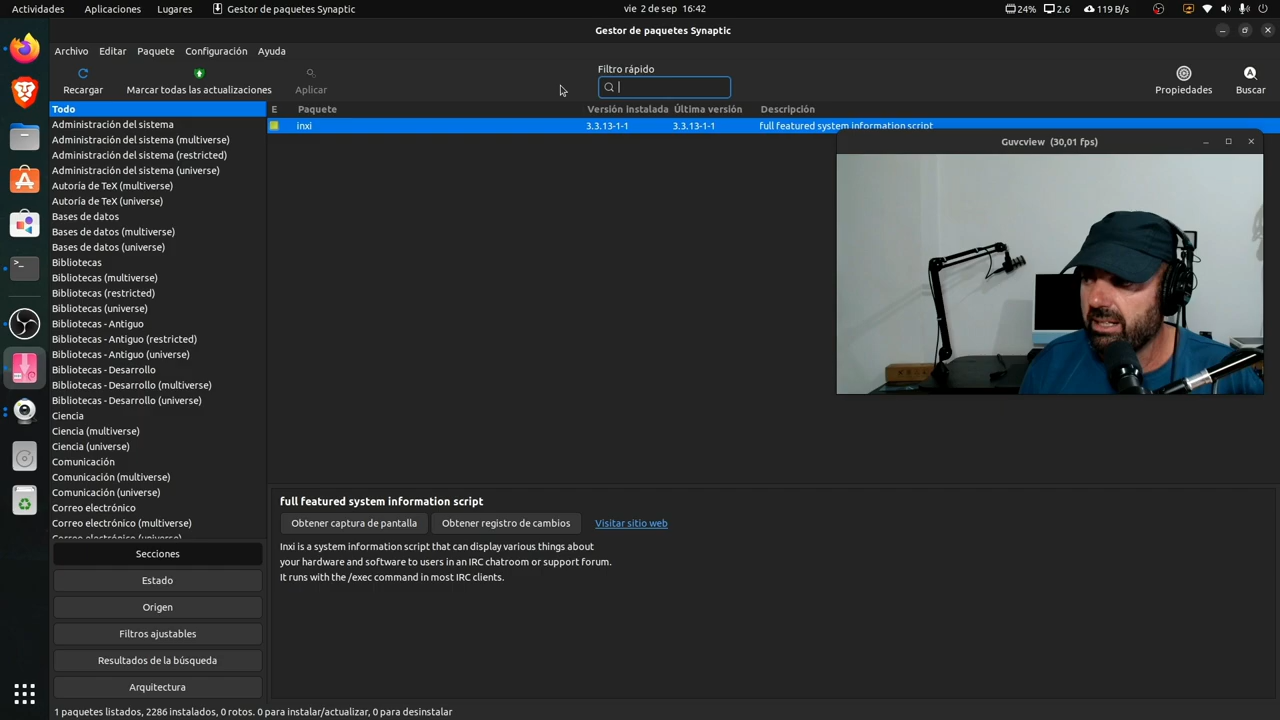 Actividades Aplicaciones Lugares Gestor de paquetes Synaptic vie 2 de sep 16:42 24% 2.6 119 B/s
Gestor de paquetes Synaptic
Archivo Editar Paquete Configuración Ayuda
Filtro rápido
Recargar Marcar todas las actualizaciones Aplicar Propiedades Buscar
E Paquete Versión instalada Última versión Descripción
inxi 3.3.13-1-1 3.3.13-1-1 full featured system information script
Guvcview (30,01 fps)
Todo
Administración del sistema
Administración del sistema (multiverse)
Administración del sistema (restricted)
Administración del sistema (universe)
Autoría de TeX (multiverse)
Autoría de TeX (universe)
Bases de datos
Bases de datos (multiverse)
Bases de datos (universe)
Bibliotecas
Bibliotecas (multiverse)
Bibliotecas (restricted)
Bibliotecas (universe)
Bibliotecas - Antiguo
Bibliotecas - Antiguo (restricted)
Bibliotecas - Antiguo (universe)
Bibliotecas - Desarrollo
Bibliotecas - Desarrollo (multiverse)
Bibliotecas - Desarrollo (universe)
Ciencia
Ciencia (multiverse)
Ciencia (universe)
Comunicación
Comunicación (multiverse)
Comunicación (universe)
Correo electrónico
Correo electrónico (multiverse)
Correo electrónico (universe)
Secciones
Estado
Origen
Filtros ajustables
Resultados de la búsqueda
Arquitectura
full featured system information script
Obtener captura de pantalla Obtener registro de cambios Visitar sitio web
Inxi is a system information script that can display various things about
your hardware and software to users in an IRC chatroom or support forum.
It runs with the /exec command in most IRC clients.
1 paquetes listados, 2286 instalados, 0 rotos. 0 para instalar/actualizar, 0 para desinstalar